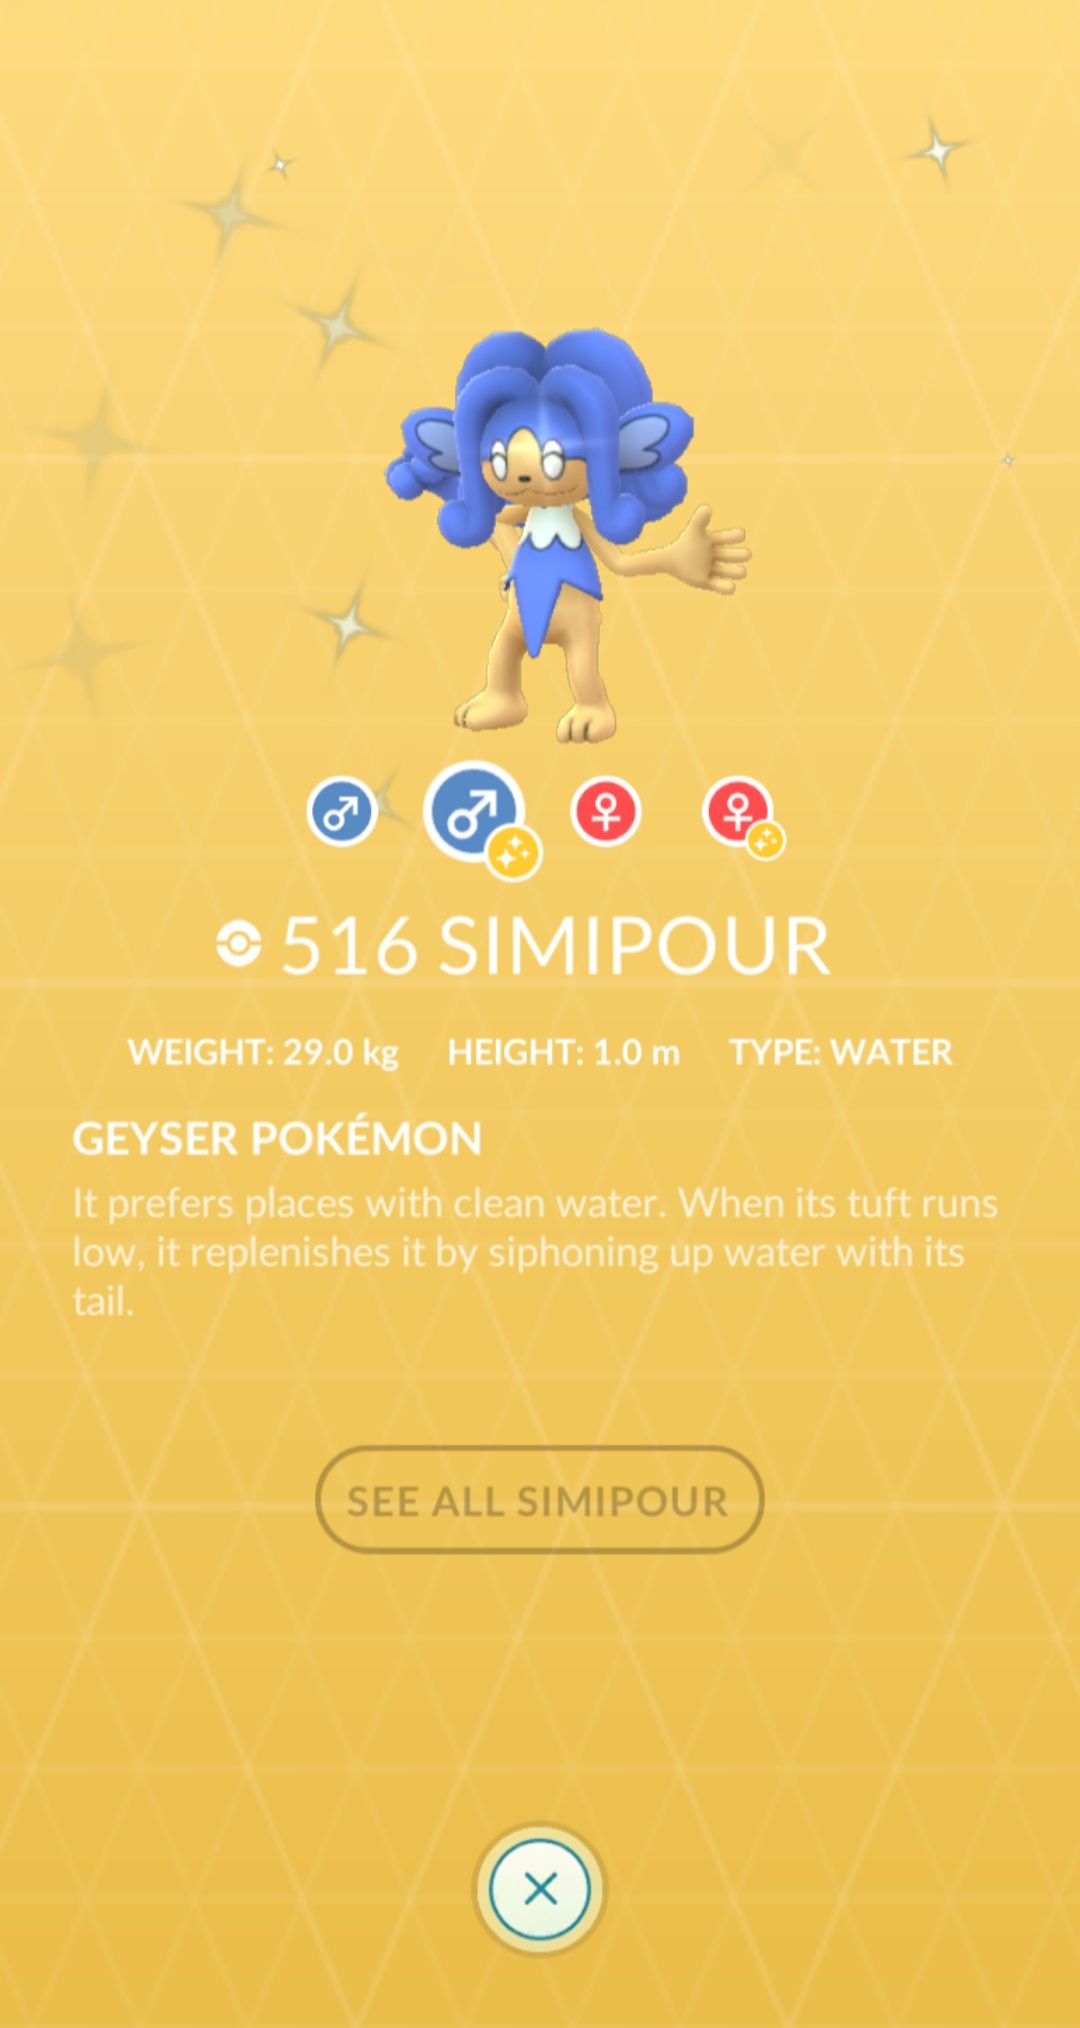 516 SIMIPOUR
WEIGHT: 29.0 kg HEIGHT: 1.0 m TYPE: WATER
GEYSER POKÉMON
It prefers places with clean water. When its tuft runs
low, it replenishes it by siphoning up water with its
tail.
SEE ALL SIMIPOUR